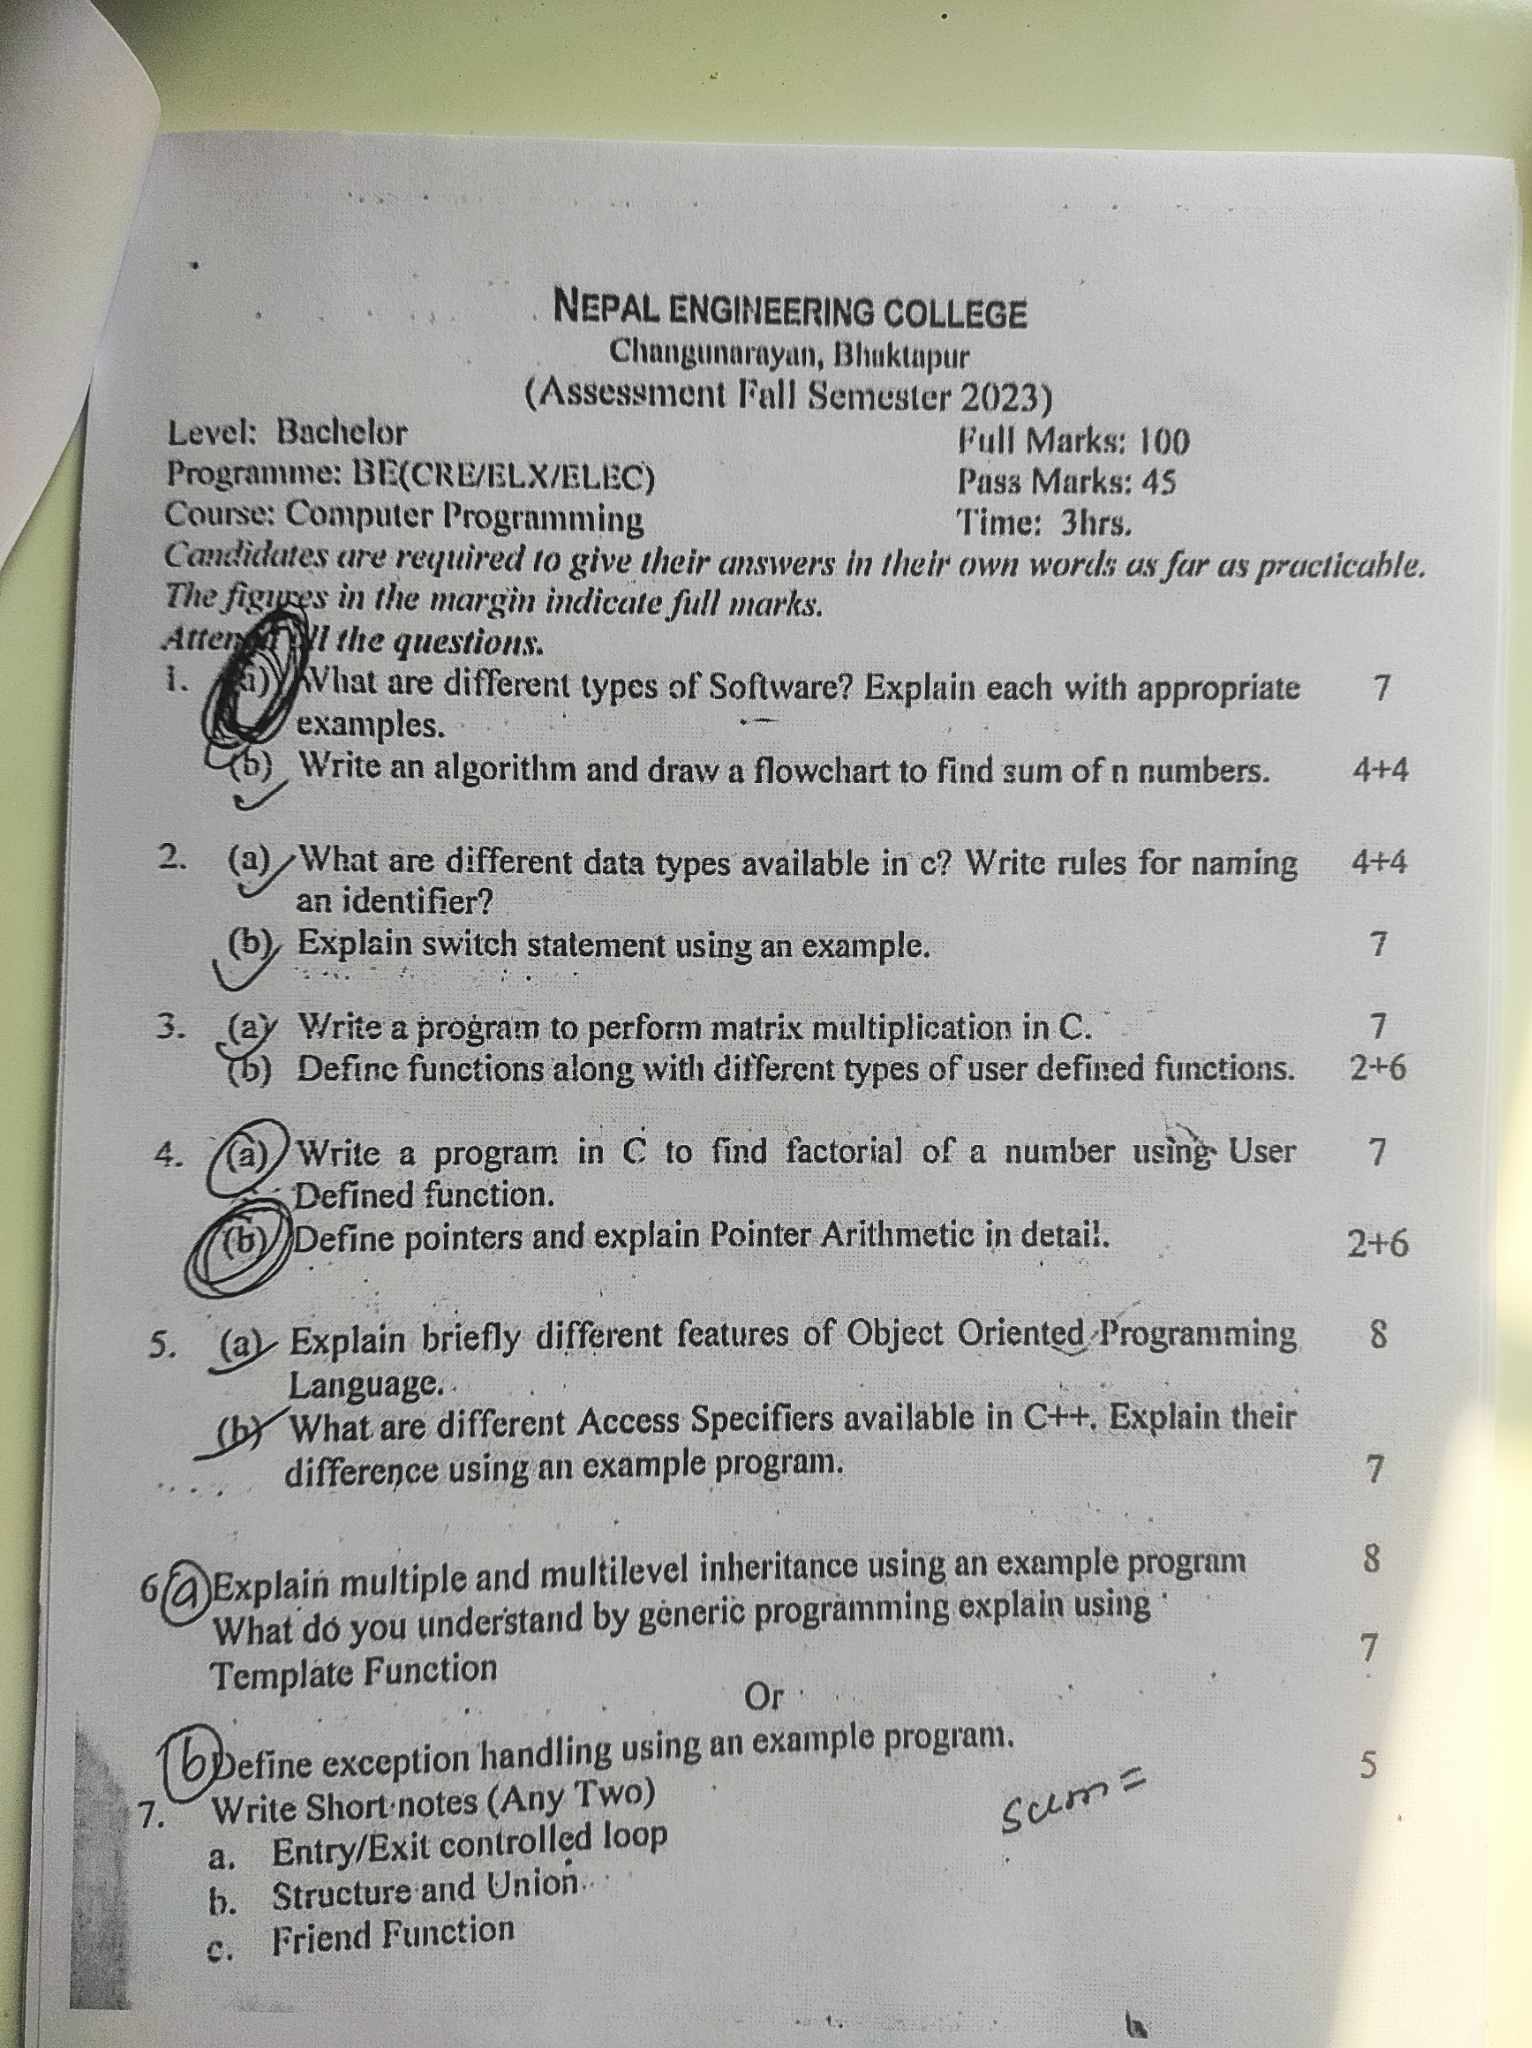 NEPAL ENGINEERING COLLEGE
Changunarayan, Bhaktapur
(Assessment Fall Semester 2023)
Level: Bachelor Full Marks: 100
Programme: BE(CRE/ELX/ELEC) Pass Marks: 45
Course: Computer Programming Time: 3hrs.
Candidates are required to give their answers in their own words as far as practicable.
The figures in the margin indicate full marks.
Attempt all the questions.
1. (a) What are different types of Software? Explain each with appropriate 7
examples.
(b) Write an algorithm and draw a flowchart to find sum of n numbers. 4+4
2. (a) What are different data types available in c? Write rules for naming 4+4
an identifier?
(b) Explain switch statement using an example. 7
3. (a) Write a program to perform matrix multiplication in C. 7
(b) Define functions along with different types of user defined functions. 2+6
4. (a) Write a program in C to find factorial of a number using User 7
Defined function.
(b) Define pointers and explain Pointer Arithmetic in detail. 2+6
5. (a) Explain briefly different features of Object Oriented Programming 8
Language.
(b) What are different Access Specifiers available in C++. Explain their
difference using an example program. 7
6 a Explain multiple and multilevel inheritance using an example program 8
What do you understand by generic programming explain using
Template Function 7
Or
b Define exception handling using an example program.
7. Write Short notes (Any Two) 5
a. Entry/Exit controlled loop
b. Structure and Union
c. Friend Function
sum =